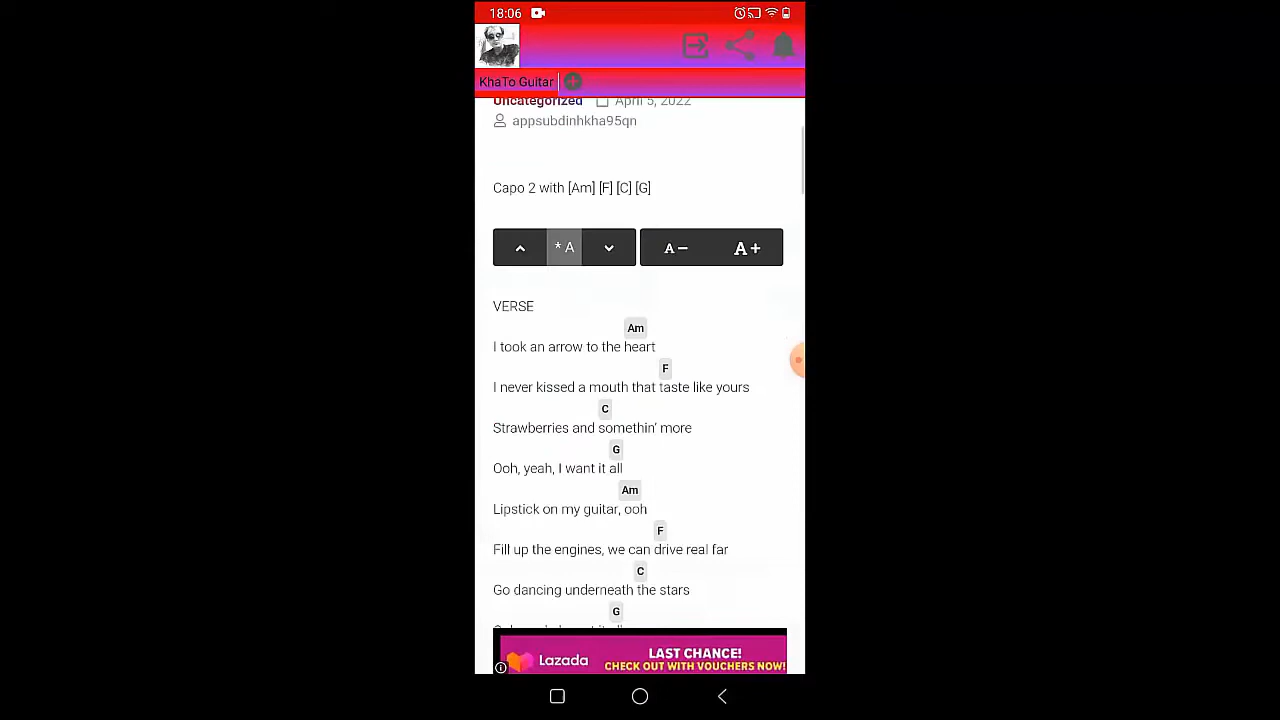 18:06
KhaTo Guitar
Uncategorized April 5, 2022
appsubdinhkha95qn
Capo 2 with [Am] [F] [C] [G]
* A A− A+
VERSE
Am
I took an arrow to the heart
F
I never kissed a mouth that taste like yours
C
Strawberries and somethin' more
G
Ooh, yeah, I want it all
Am
Lipstick on my guitar, ooh
F
Fill up the engines, we can drive real far
C
Go dancing underneath the stars
G
Lazada
LAST CHANCE!
CHECK OUT WITH VOUCHERS NOW!